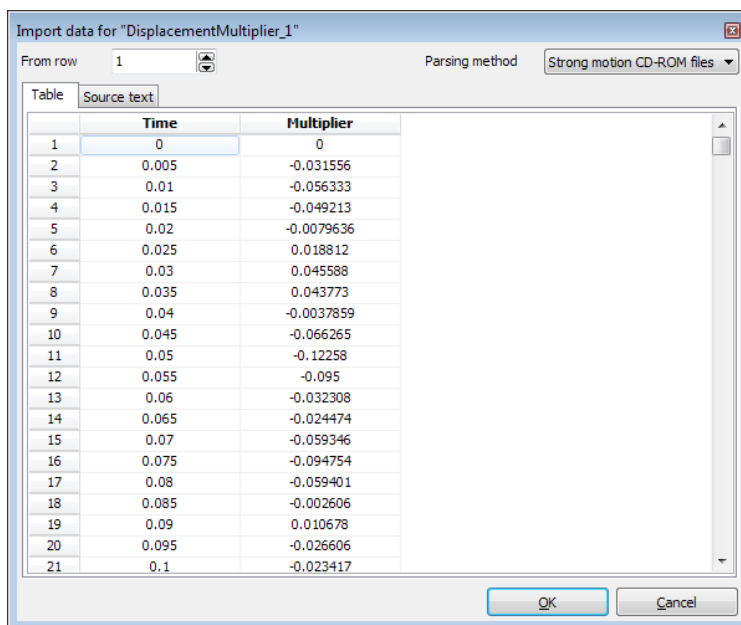 Import data for "DisplacementMultiplier_1"
From row 1 Parsing method Strong motion CD-ROM files
Table Source text
Time Multiplier
1 0 0
2 0.005 -0.031556
3 0.01 -0.056333
4 0.015 -0.049213
5 0.02 -0.0079636
6 0.025 0.018812
7 0.03 0.045588
8 0.035 0.043773
9 0.04 -0.0037859
10 0.045 -0.066265
11 0.05 -0.12258
12 0.055 -0.095
13 0.06 -0.032308
14 0.065 -0.024474
15 0.07 -0.059346
16 0.075 -0.094754
17 0.08 -0.059401
18 0.085 -0.002606
19 0.09 0.010678
20 0.095 -0.026606
21 0.1 -0.023417
OK Cancel